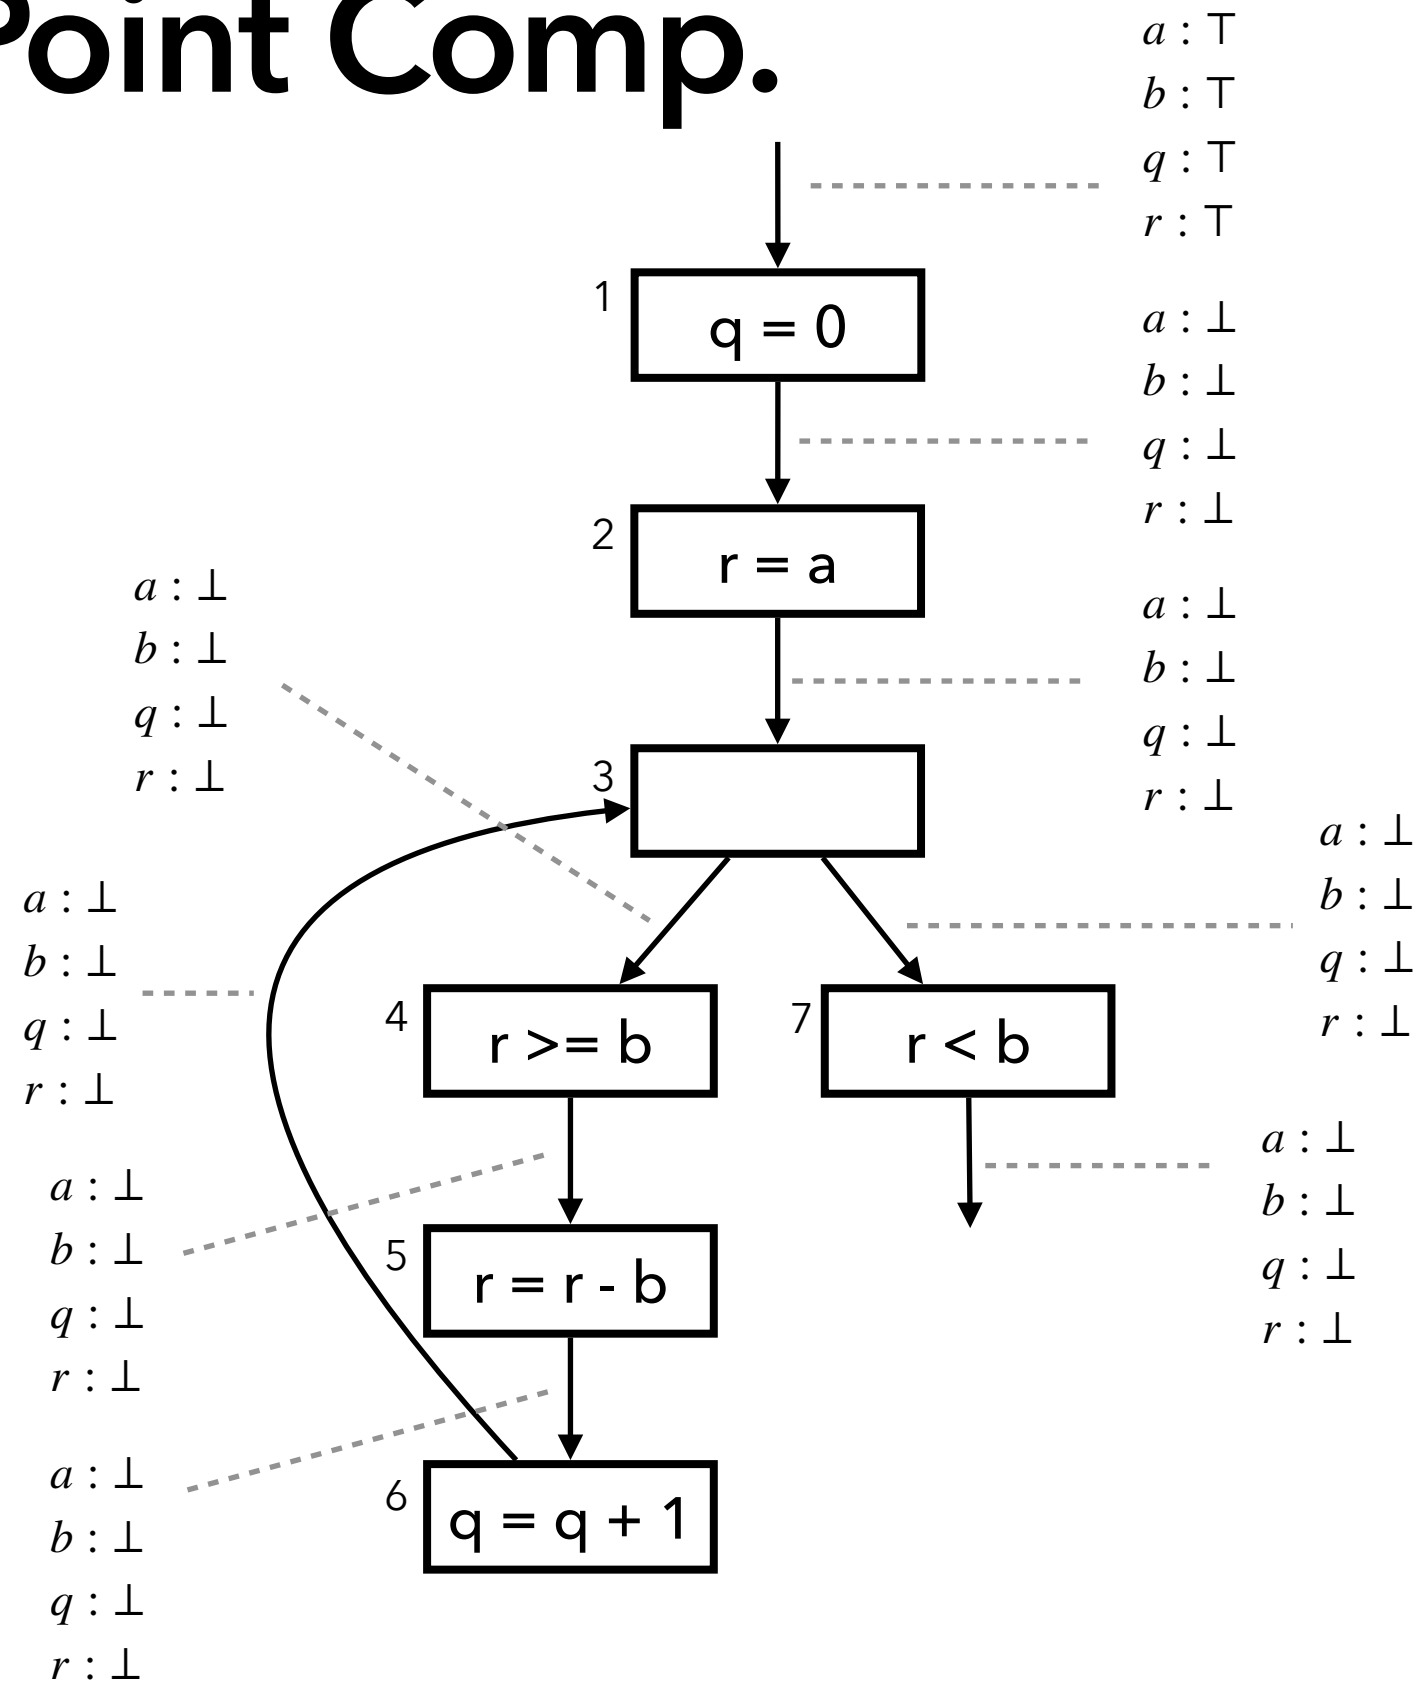 Point Comp.
a : ⊤
b : ⊤
q : ⊤
r : ⊤
1
q = 0
a : ⊥
b : ⊥
q : ⊥
r : ⊥
2
r = a
a : ⊥
b : ⊥
q : ⊥
r : ⊥
a : ⊥
b : ⊥
q : ⊥
r : ⊥
3
a : ⊥
b : ⊥
q : ⊥
r : ⊥
a : ⊥
b : ⊥
q : ⊥
r : ⊥
4
r >= b
7
r < b
a : ⊥
b : ⊥
q : ⊥
r : ⊥
a : ⊥
b : ⊥
q : ⊥
r : ⊥
5
r = r - b
a : ⊥
b : ⊥
q : ⊥
r : ⊥
6
q = q + 1